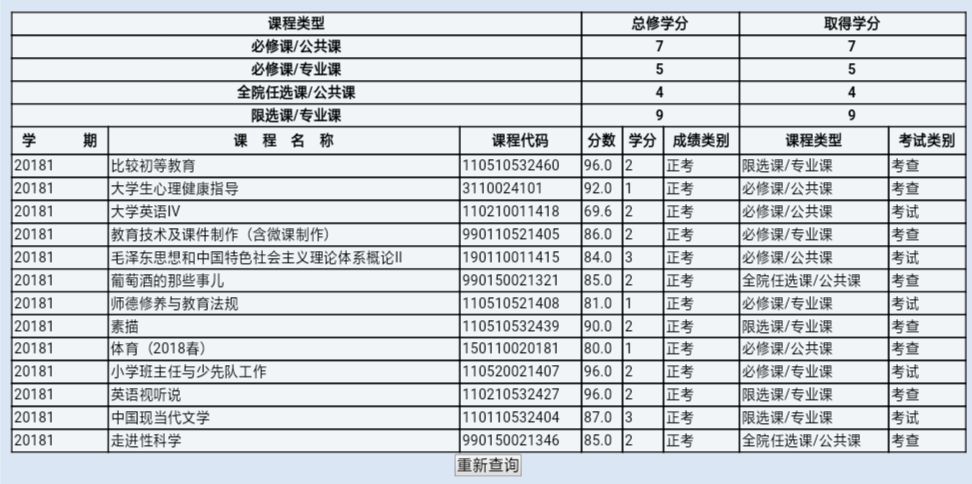 课程类型 总修学分 取得学分
必修课/公共课 7 7
必修课/专业课 5 5
全院任选课/公共课 4 4
限选课/专业课 9 9
学 期 课 程 名 称 课程代码 分数 学分 成绩类别 课程类型 考试类别
20181 比较初等教育 110510532460 96.0 2 正考 限选课/专业课 考查
20181 大学生心理健康指导 3110024101 92.0 1 正考 必修课/公共课 考查
20181 大学英语IV 110210011418 69.6 2 正考 必修课/公共课 考试
20181 教育技术及课件制作（含微课制作） 990110521405 86.0 2 正考 必修课/专业课 考查
20181 毛泽东思想和中国特色社会主义理论体系概论II 190110011415 84.0 3 正考 必修课/公共课 考试
20181 葡萄酒的那些事儿 990150021321 85.0 2 正考 全院任选课/公共课 考查
20181 师德修养与教育法规 110510521408 81.0 1 正考 必修课/专业课 考试
20181 素描 110510532439 90.0 2 正考 限选课/专业课 考查
20181 体育（2018春） 150110020181 80.0 1 正考 必修课/公共课 考查
20181 小学班主任与少先队工作 110520021407 96.0 2 正考 必修课/专业课 考试
20181 英语视听说 110210532427 96.0 2 正考 限选课/专业课 考查
20181 中国现当代文学 110110532404 87.0 3 正考 限选课/专业课 考试
20181 走进性科学 990150021346 85.0 2 正考 全院任选课/公共课 考查
重新查询